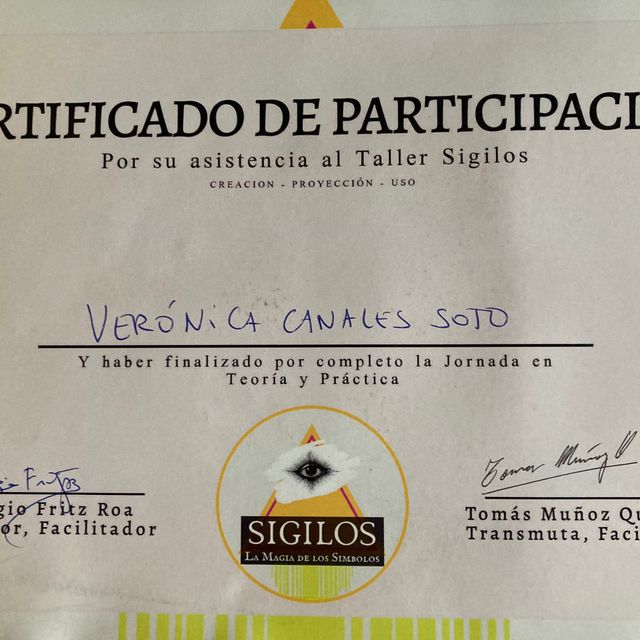 RTIFICADO DE PARTICIPACI
Por su asistencia al Taller Sigilos
CREACION - PROYECCIÓN - USO
VERÓNICA CANALES SOTO
Y haber finalizado por completo la Jornada en
Teoría y Práctica
gio Fritz Roa
or, Facilitador
SIGILOS
LA MAGIA DE LOS SIMBOLOS
Tomás Muñoz Qu
Transmuta, Faci